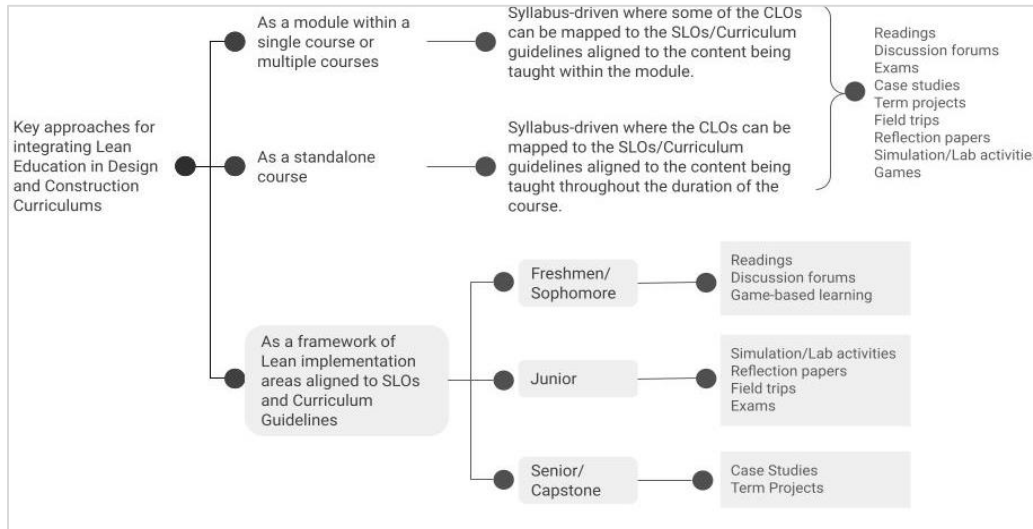 Key approaches for
integrating Lean
Education in Design
and Construction
Curriculums
As a module within a
single course or
multiple courses
Syllabus-driven where some of the CLOs
can be mapped to the SLOs/Curriculum
guidelines aligned to the content being
taught within the module.
As a standalone
course
Syllabus-driven where the CLOs can be
mapped to the SLOs/Curriculum
guidelines aligned to the content being
taught throughout the duration of the
course.
Readings
Discussion forums
Exams
Case studies
Term projects
Field trips
Reflection papers
Simulation/Lab activities
Games
As a framework of
Lean implementation
areas aligned to SLOs
and Curriculum
Guidelines
Freshmen/
Sophomore
Readings
Discussion forums
Game-based learning
Junior
Simulation/Lab activities
Reflection papers
Field trips
Exams
Senior/
Capstone
Case Studies
Term Projects